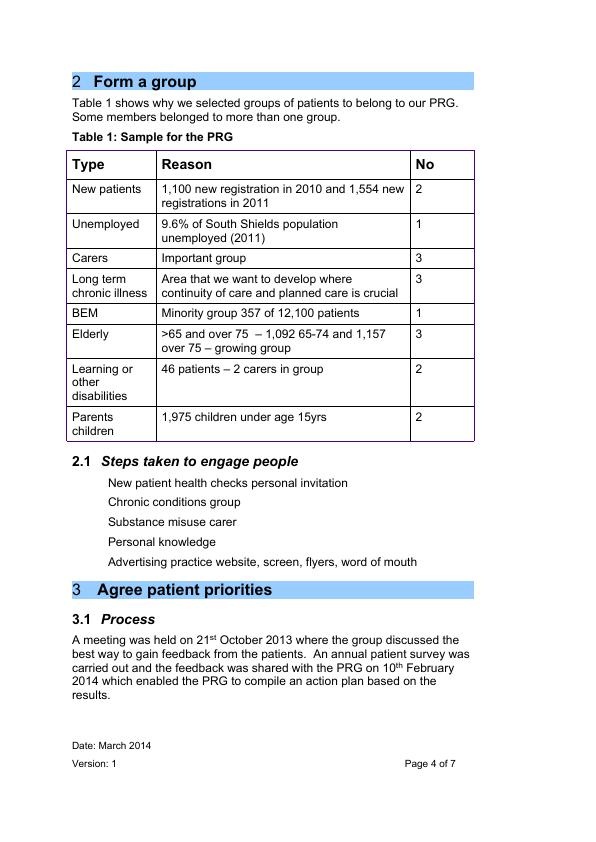 2 Form a group
Table 1 shows why we selected groups of patients to belong to our PRG.
Some members belonged to more than one group.
Table 1: Sample for the PRG
Type Reason No
New patients 1,100 new registration in 2010 and 1,554 new 2
registrations in 2011
Unemployed 9.6% of South Shields population 1
unemployed (2011)
Carers Important group 3
Long term Area that we want to develop where 3
chronic illness continuity of care and planned care is crucial
BEM Minority group 357 of 12,100 patients 1
Elderly >65 and over 75 – 1,092 65-74 and 1,157 3
over 75 – growing group
Learning or 46 patients – 2 carers in group 2
other
disabilities
Parents 1,975 children under age 15yrs 2
children
2.1 Steps taken to engage people
New patient health checks personal invitation
Chronic conditions group
Substance misuse carer
Personal knowledge
Advertising practice website, screen, flyers, word of mouth
3 Agree patient priorities
3.1 Process
A meeting was held on 21st October 2013 where the group discussed the
best way to gain feedback from the patients. An annual patient survey was
carried out and the feedback was shared with the PRG on 10th February
2014 which enabled the PRG to compile an action plan based on the
results.
Date: March 2014
Version: 1 Page 4 of 7